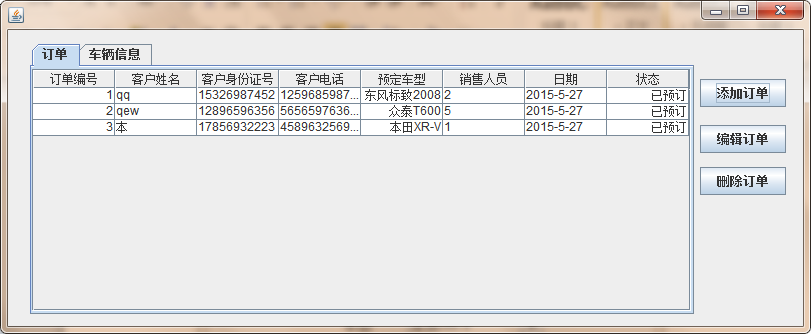 订单 车辆信息
订单编号 客户姓名 客户身份证号 客户电话 预定车型 销售人员 日期 状态
1 qq 15326987452 1259685987... 东风标致2008 2 2015-5-27 已预订
2 qew 12896596356 5656597636... 众泰T600 5 2015-5-27 已预订
3 本 17856932223 4589632569... 本田XR-V 1 2015-5-27 已预订
添加订单
编辑订单
删除订单